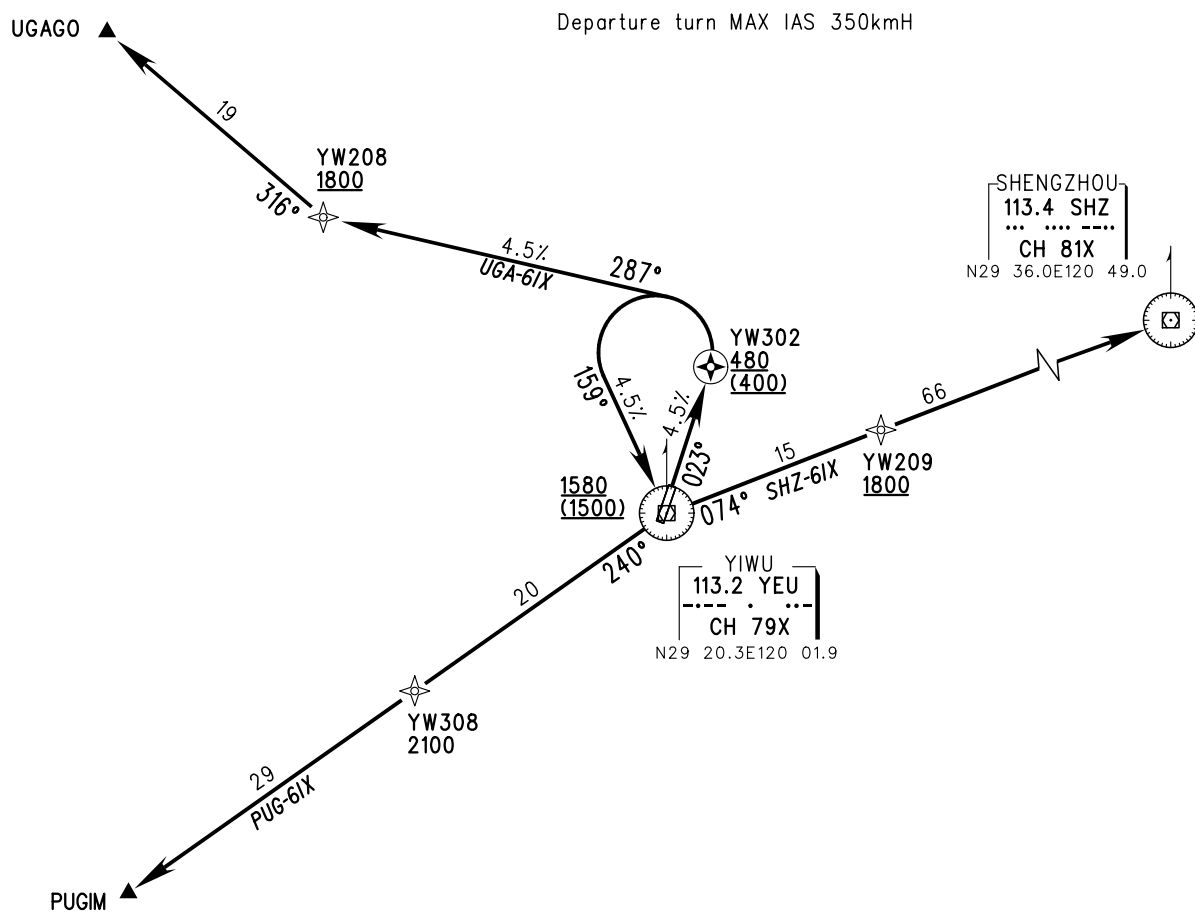 Departure turn MAX IAS 350kmH
UGAGO
19
YW208
1800
316°
4.5%
UGA-6IX
287°
SHENGZHOU
113.4 SHZ
CH 81X
N29 36.0E120 49.0
YW302
480
(400)
159°
4.5%
4.5%
023°
66
15
YW209
1800
SHZ-6IX
074°
1580
(1500)
240°
YIWU
113.2 YEU
CH 79X
N29 20.3E120 01.9
20
YW308
2100
29
PUG-6IX
PUGIM